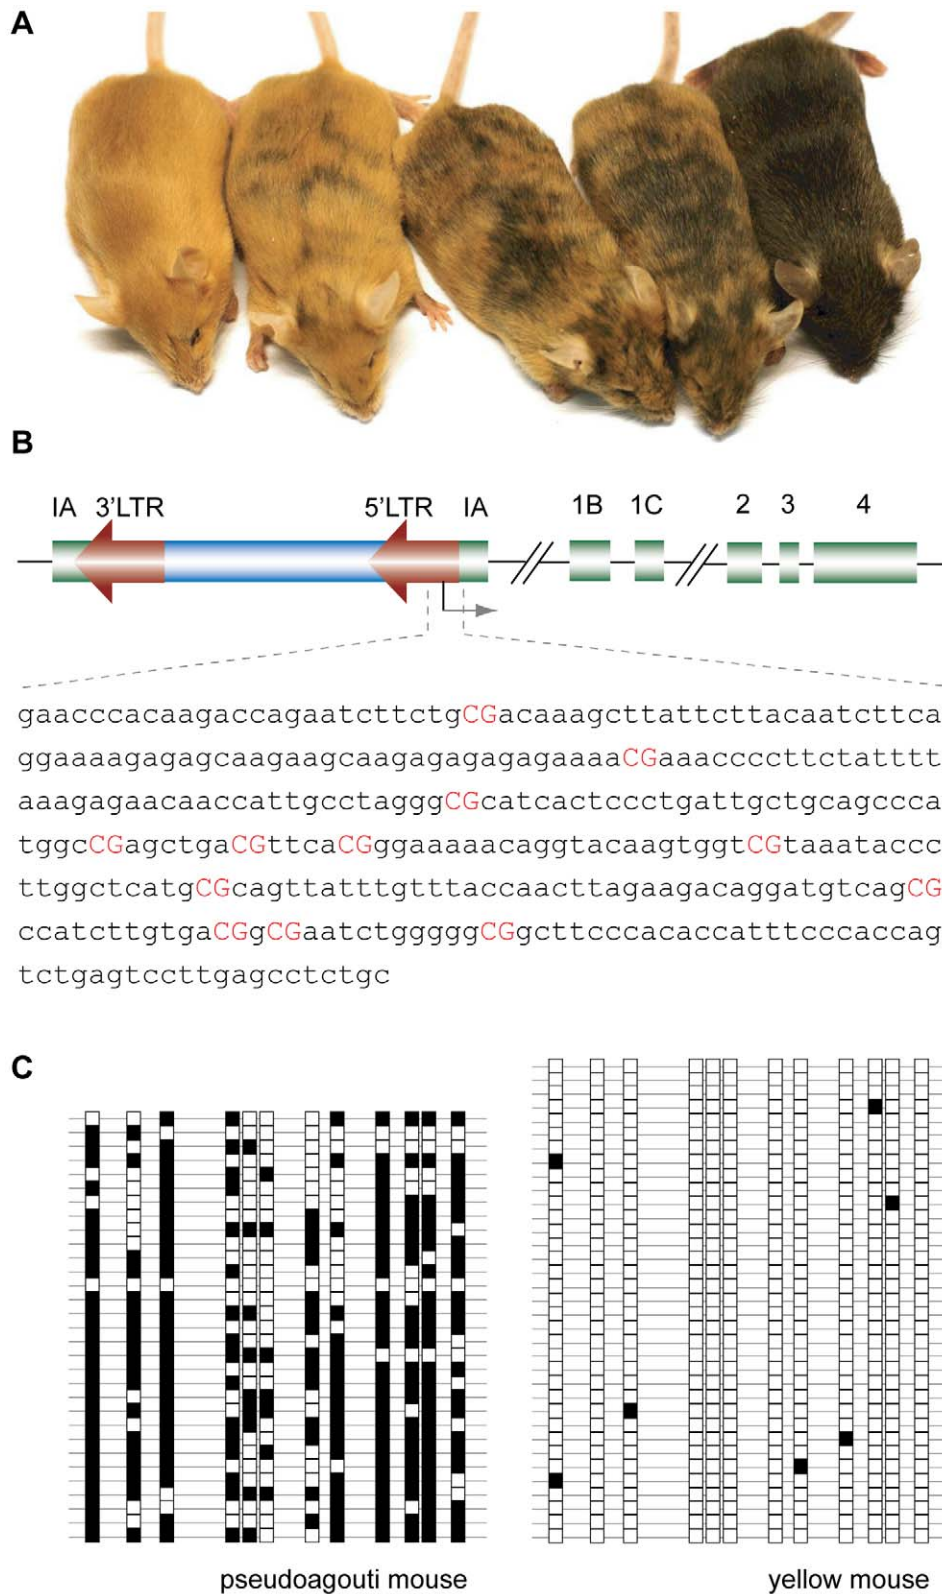 A
B
IA 3'LTR 5'LTR IA 1B 1C 2 3 4
gaacccacaagaccagaatcttctgCGacaaagcttattcttacaatcttca
ggaaaagagagcaagaagcaagagagagagaaaaCGaaaccccttctatttt
aaagagaacaaccattgcctagggCGcatcactccctgattgctgcagccca
tggcCGagctgaCGttcaCGggaaaaacaggtacaagtggtCGtaaataccc
ttggctcatgCGcagttatttgtttaccaacttagaagacaggatgtcagCG
ccatcttgtgaCGgCGaatctgggggCGgcttcccacaccatttcccaccag
tctgagtccttgagcctctgc
C
pseudoagouti mouse yellow mouse